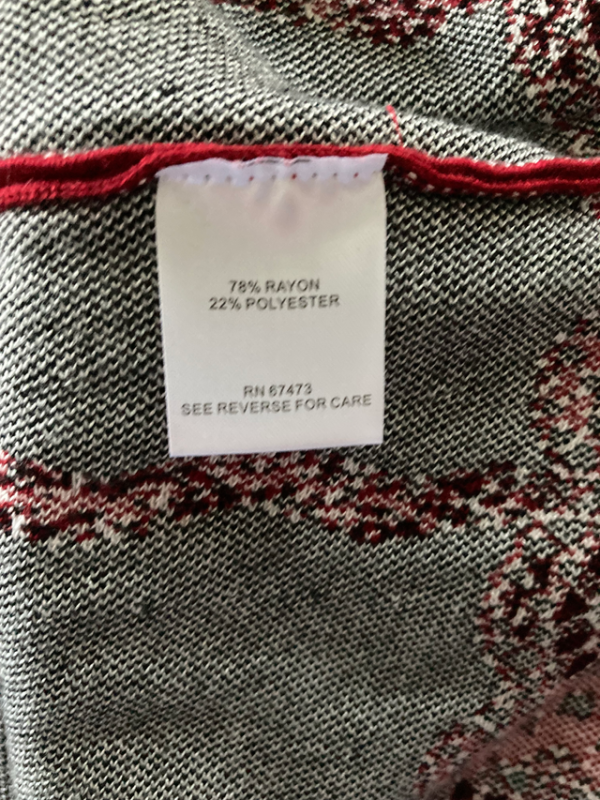 78% RAYON
22% POLYESTER
RN 67473
SEE REVERSE FOR CARE